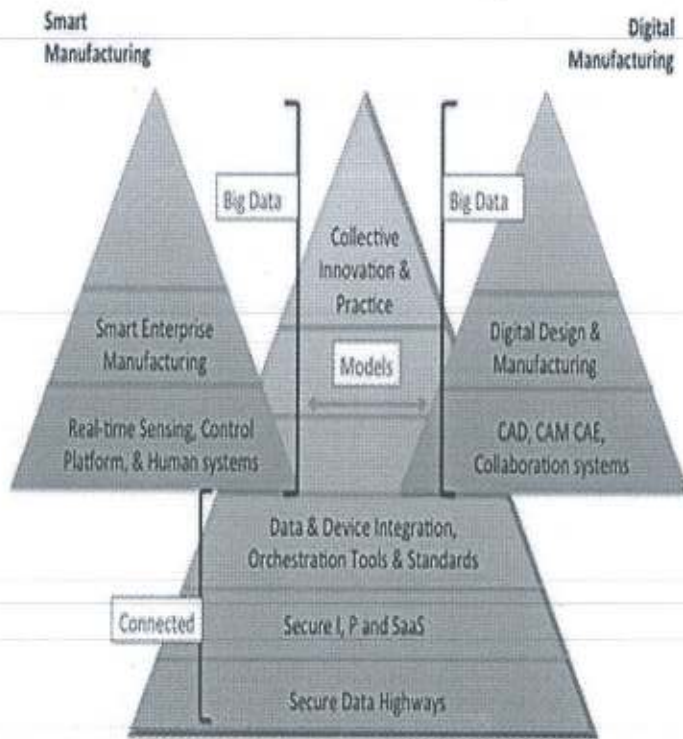 Smart
Manufacturing
Digital
Manufacturing
Big Data
Big Data
Collective
Innovation &
Practice
Smart Enterprise
Manufacturing
Models
Digital Design &
Manufacturing
Real-time Sensing, Control
Platform, & Human systems
CAD, CAM CAE,
Collaboration systems
Data & Device Integration,
Orchestration Tools & Standards
Connected
Secure I, P and SaaS
Secure Data Highways